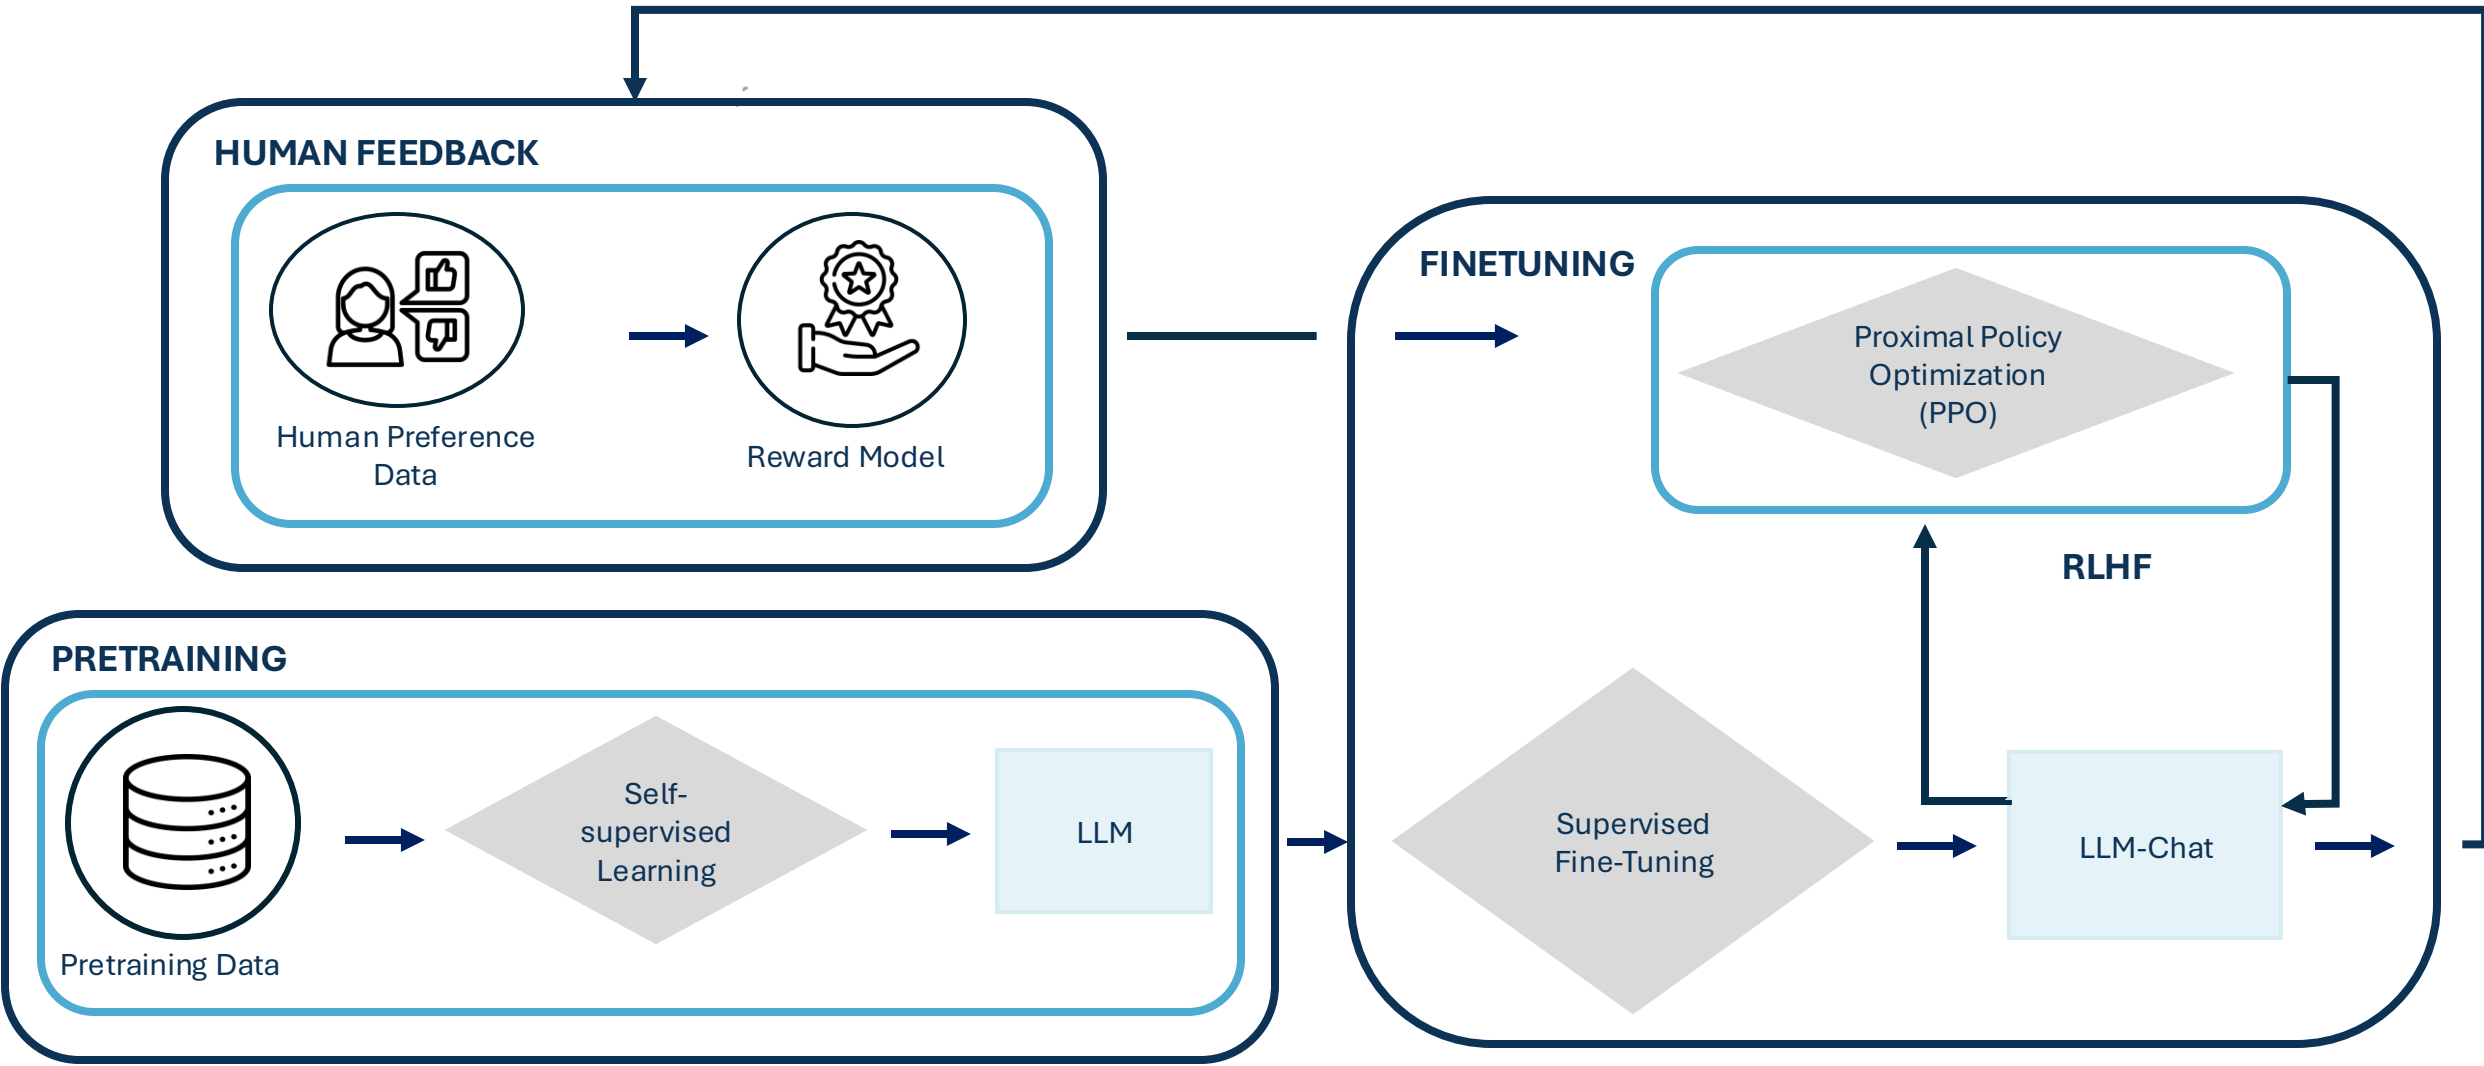 HUMAN FEEDBACK
Human Preference
Data
Reward Model
FINETUNING
Proximal Policy
Optimization
(PPO)
RLHF
PRETRAINING
Pretraining Data
Self-
supervised
Learning
LLM
Supervised
Fine-Tuning
LLM-Chat